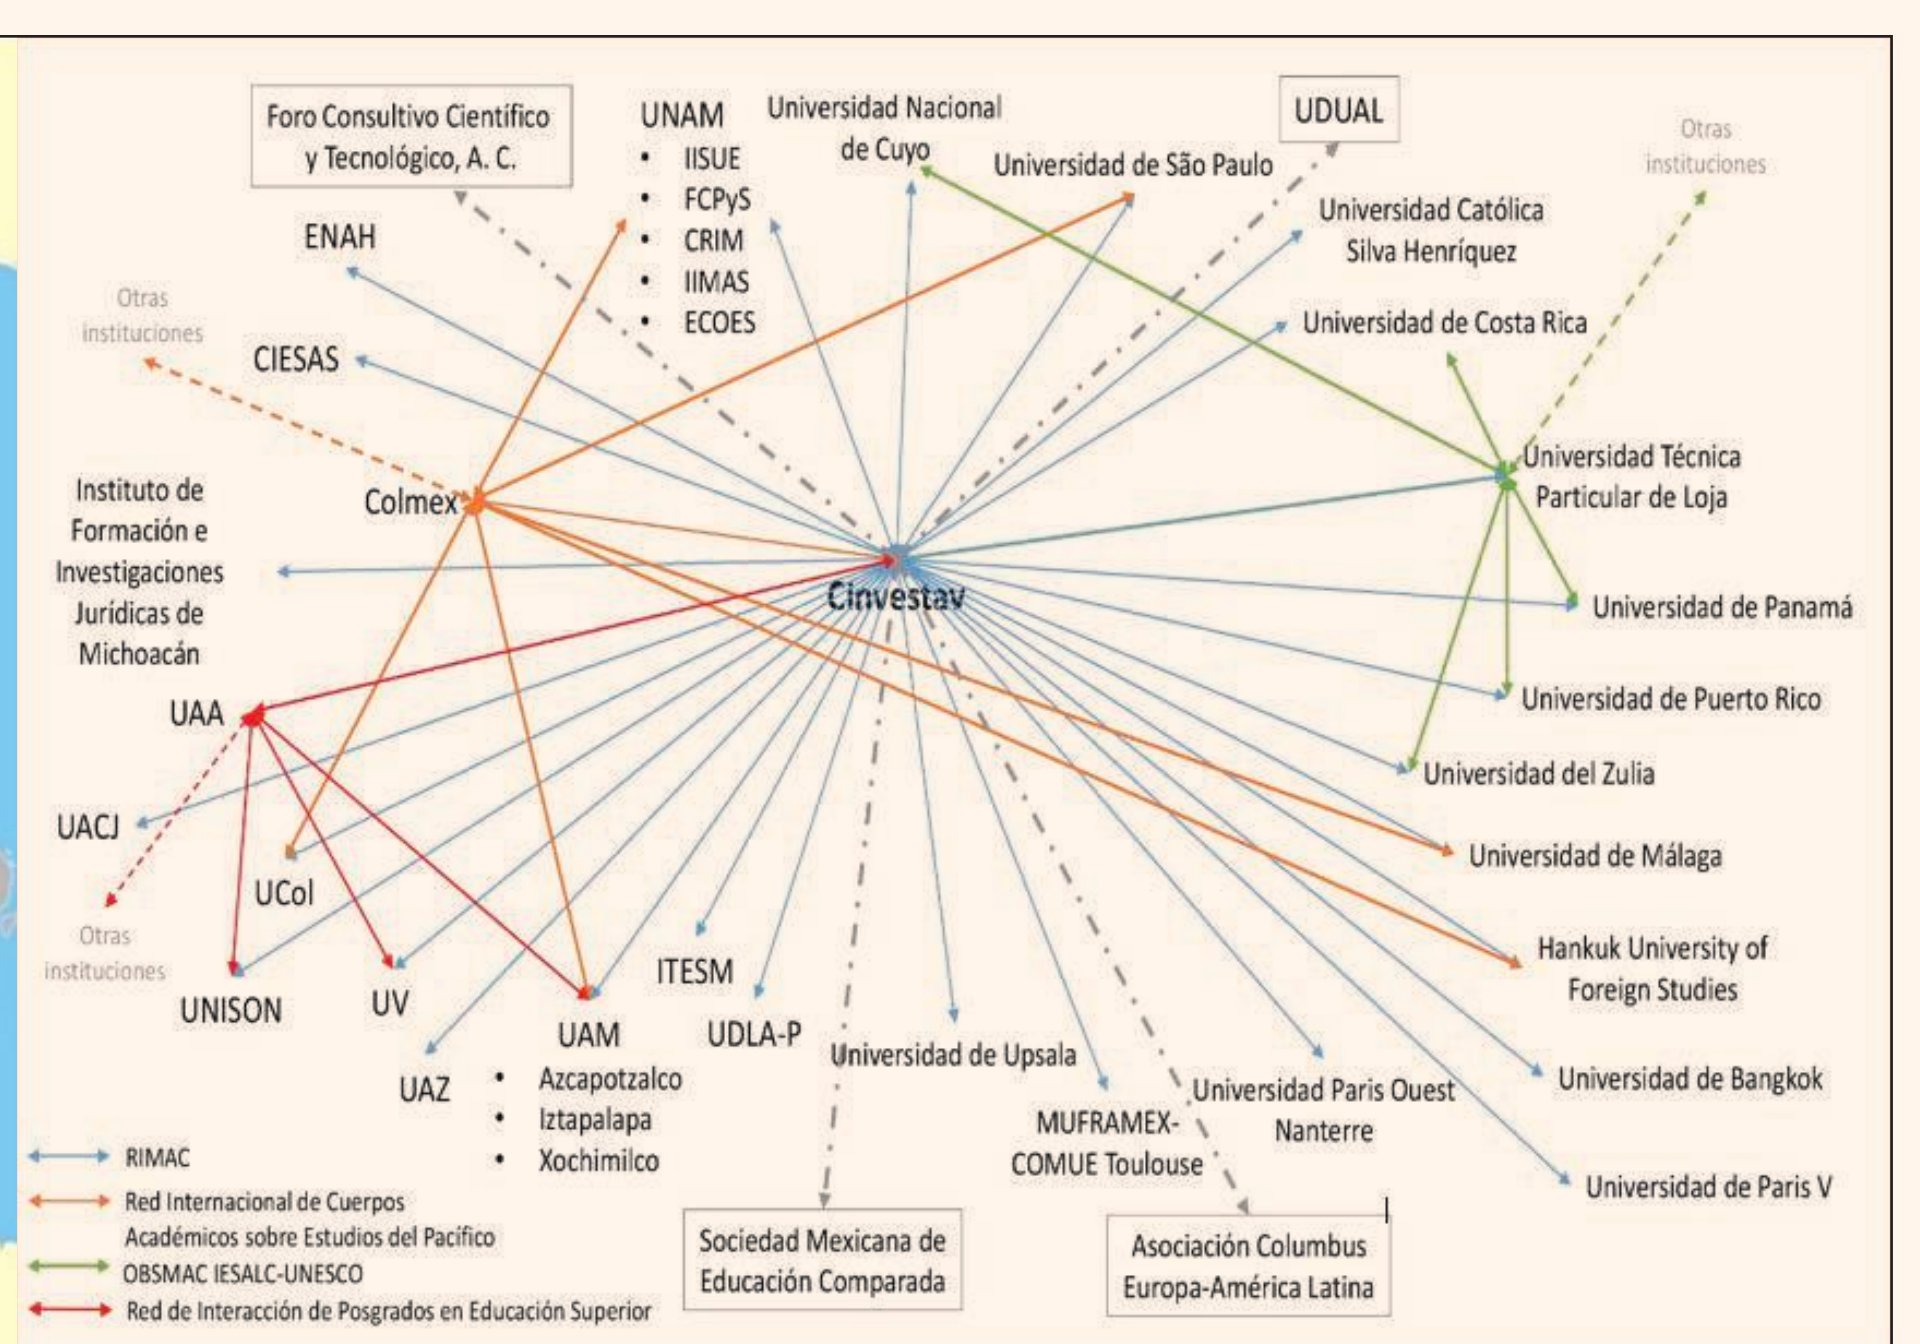 Foro Consultivo Científico
y Tecnológico, A. C.
UNAM
• IISUE
• FCPyS
• CRIM
• IIMAS
• ECOES
Universidad Nacional
de Cuyo
Universidad de São Paulo
UDUAL
Otras
instituciones
Universidad Católica
Silva Henríquez
Universidad de Costa Rica
ENAH
Otras
instituciones
CIESAS
Colmex
Universidad Técnica
Particular de Loja
Instituto de
Formación e
Investigaciones
Jurídicas de
Michoacán
Cinvestav
Universidad de Panamá
Universidad de Puerto Rico
UAA
Universidad del Zulia
UACJ
UCol
Universidad de Málaga
Otras
instituciones
Hankuk University of
Foreign Studies
UNISON
UV
UAZ
UAM
• Azcapotzalco
• Iztapalapa
• Xochimilco
ITESM
UDLA-P
Universidad de Upsala
MUFRAMEX-
COMUE Toulouse
Universidad Paris Ouest
Nanterre
Universidad de Bangkok
Universidad de Paris V
RIMAC
Red Internacional de Cuerpos
Académicos sobre Estudios del Pacífico
OBSMAC IESALC-UNESCO
Red de Interacción de Posgrados en Educación Superior
Sociedad Mexicana de
Educación Comparada
Asociación Columbus
Europa-América Latina